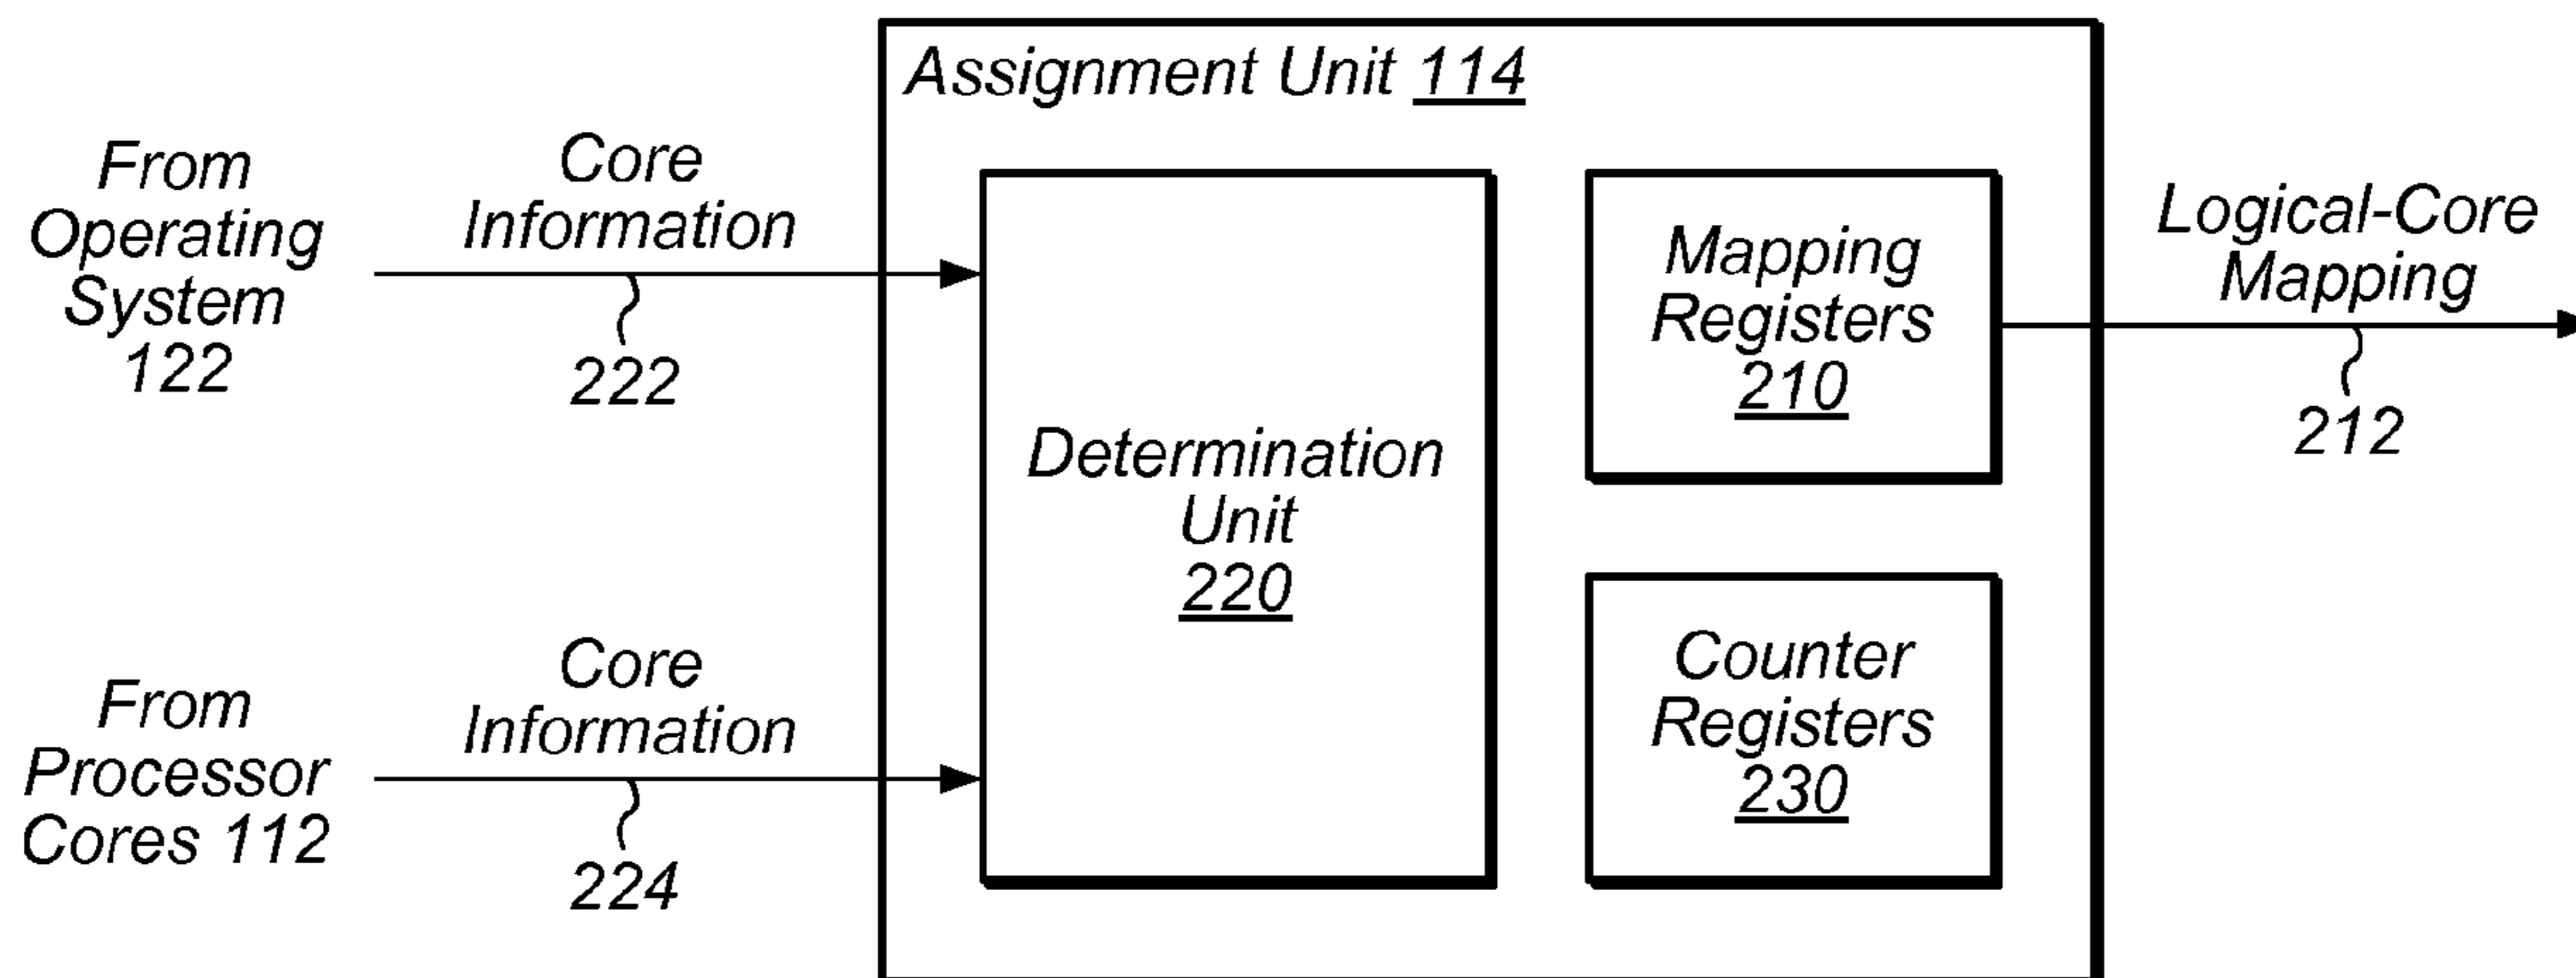 Assignment Unit 114
From
Operating
System
122
Core
Information
222
From
Processor
Cores 112
Core
Information
224
Determination
Unit
220
Mapping
Registers
210
Counter
Registers
230
Logical-Core
Mapping
212